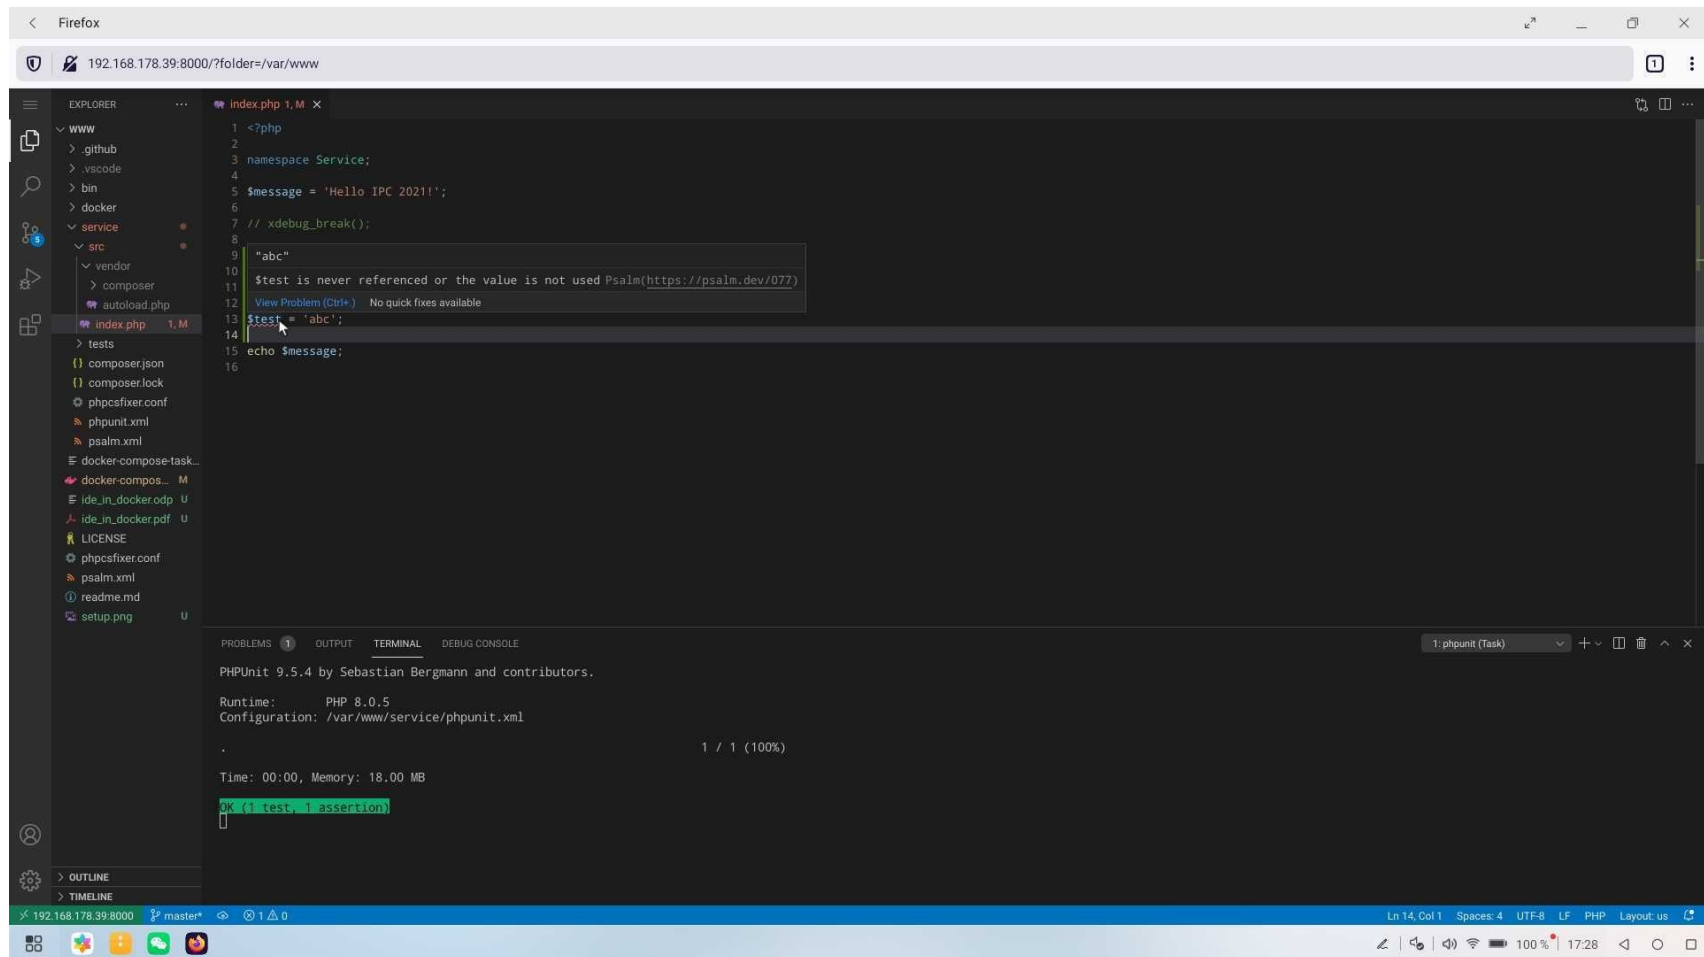 Firefox
192.168.178.39:8000/?folder=/var/www
1
EXPLORER
WWW
.github
.vscode
bin
docker
service
src
vendor
composer
autoload.php
index.php 1, M
tests
composer.json
composer.lock
phpcsfixer.conf
phpunit.xml
psalm.xml
docker-compose-task...
docker-compos... M
ide_in_docker.odp U
ide_in_docker.pdf U
LICENSE
phpcsfixer.conf
psalm.xml
readme.md
setup.png U
OUTLINE
TIMELINE
5
index.php 1, M
1 <?php
2
3 namespace Service;
4
5 $message = 'Hello IPC 2021!';
6
7 // xdebug_break();
8
9
10
11
12
"abc"
$test is never referenced or the value is not used Psalm(https://psalm.dev/077)
View Problem (Ctrl+.) No quick fixes available
13 $test = 'abc';
14
15 echo $message;
16
PROBLEMS 1 OUTPUT TERMINAL DEBUG CONSOLE
1: phpunit (Task)
PHPUnit 9.5.4 by Sebastian Bergmann and contributors.
Runtime: PHP 8.0.5
Configuration: /var/www/service/phpunit.xml
. 1 / 1 (100%)
Time: 00:00, Memory: 18.00 MB
OK (1 test, 1 assertion)
192.168.178.39:8000 master* 1 0
Ln 14, Col 1 Spaces: 4 UTF-8 LF PHP Layout: us
100 % 17:28